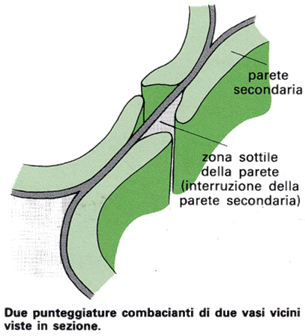 parete
secondaria
zona sottile
della parete
(interruzione della
parete secondaria)
Due punteggiature combacianti di due vasi vicini
viste in sezione.